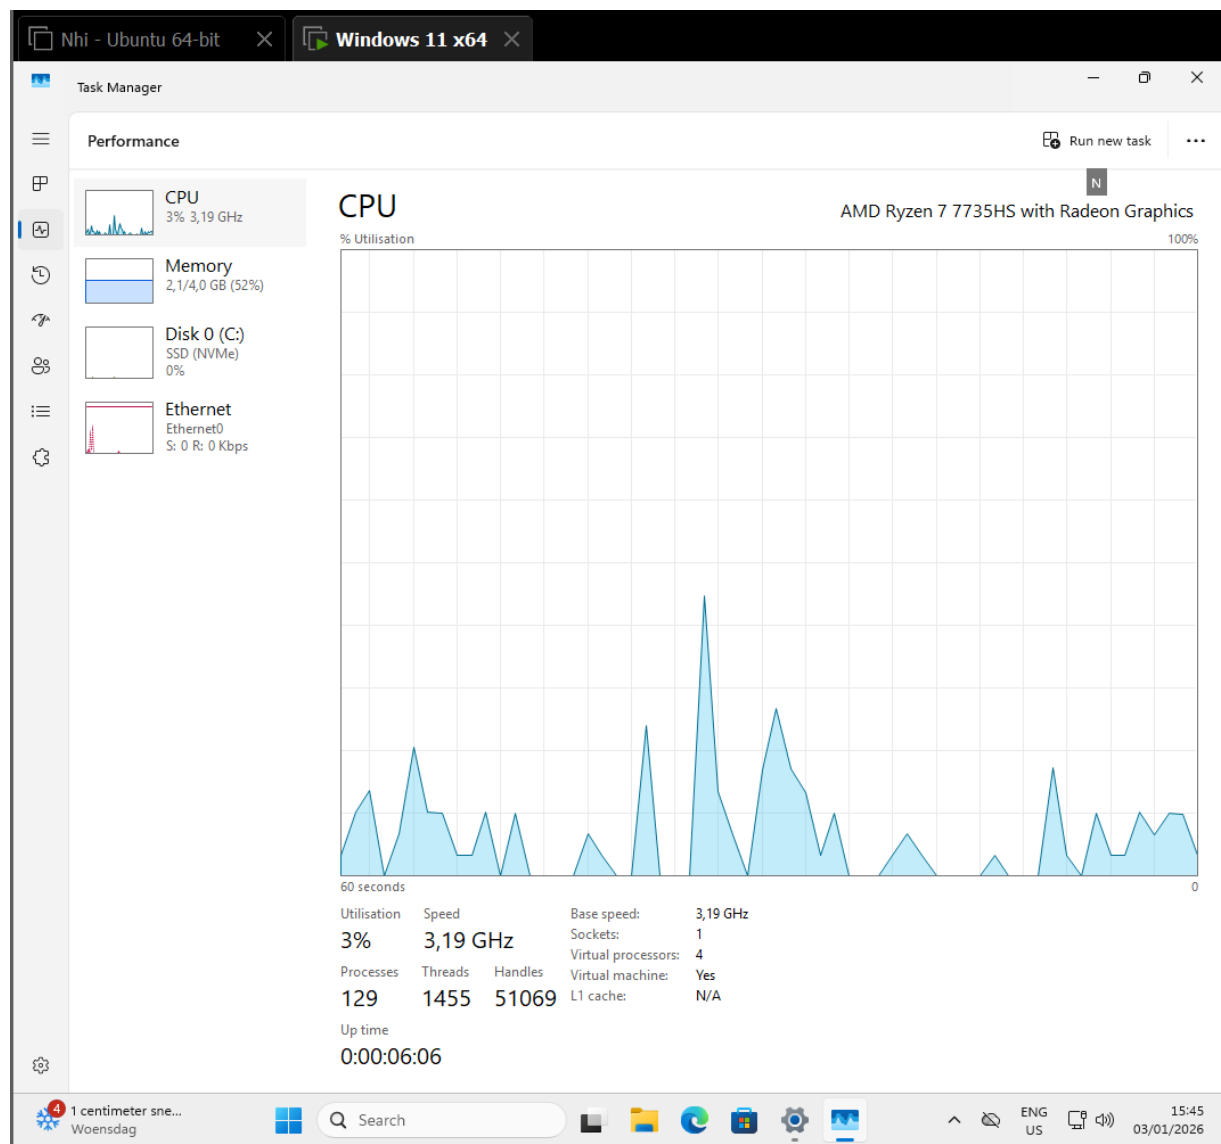 Nhi - Ubuntu 64-bit
Windows 11 x64
Task Manager
Performance
Run new task
N
CPU
3% 3,19 GHz
Memory
2,1/4,0 GB (52%)
Disk 0 (C:)
SSD (NVMe)
0%
Ethernet
Ethernet0
S: 0 R: 0 Kbps
CPU
AMD Ryzen 7 7735HS with Radeon Graphics
% Utilisation
100%
60 seconds
0
Utilisation
3%
Speed
3,19 GHz
Processes
129
Threads
1455
Handles
51069
Up time
0:00:06:06
Base speed: 3,19 GHz
Sockets: 1
Virtual processors: 4
Virtual machine: Yes
L1 cache: N/A
4
1 centimeter sne...
Woensdag
Search
ENG
US
15:45
03/01/2026